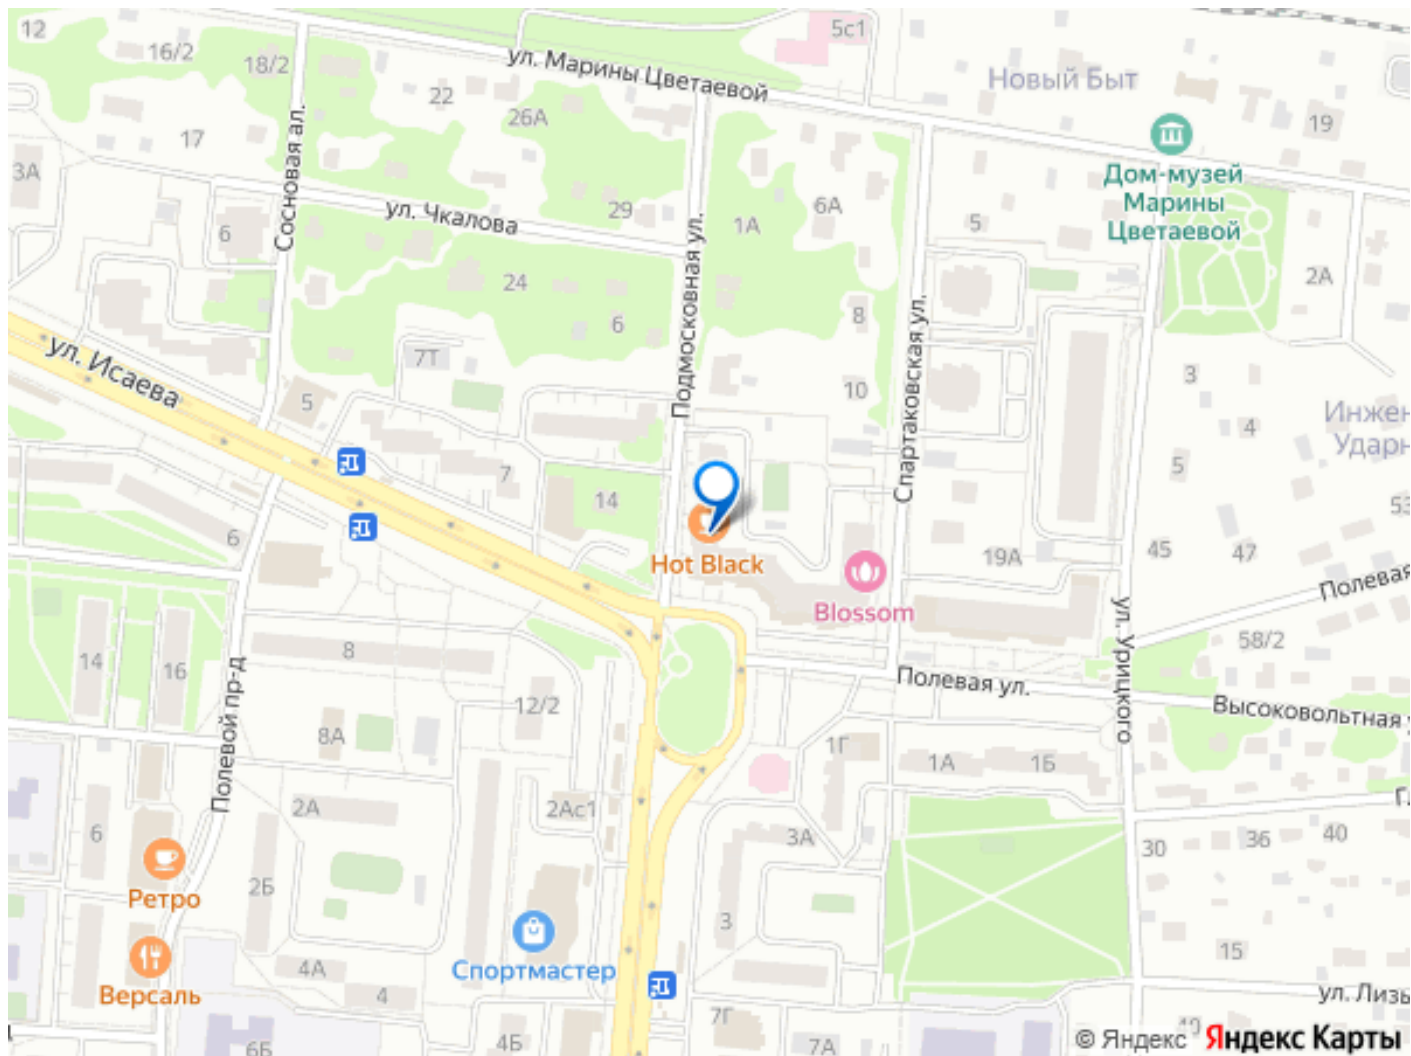 12
16/2
18/2
22
26А
ул. Марины Цветаевой
5с1
Новый Быт
19
17
3А
Сосновая ал.
6
ул. Чкалова
29
1А
6А
5
Дом-музей
Марины
Цветаевой
2А
24
6
8
7Т
ул. Исаева
5
Подмосковная ул.
10
Спартаковская ул.
3
4
5
Инжен
Ударн
7
14
53
6
Hot Black
Blossom
19А
45
47
Полевая
58/2
14
16
8
12/2
8А
Полевой пр-д
Полевая ул.
ул. Урицкого
Высоковольтная у
1Г
1А
1Б
2А
2Ас1
3А
6
30
36
40
Ретро
2Б
3
15
Спортмастер
Версаль
4А
4
ул. Лизы
7Г
7А
4Б
6Б
© Яндекс Яндекс Карты